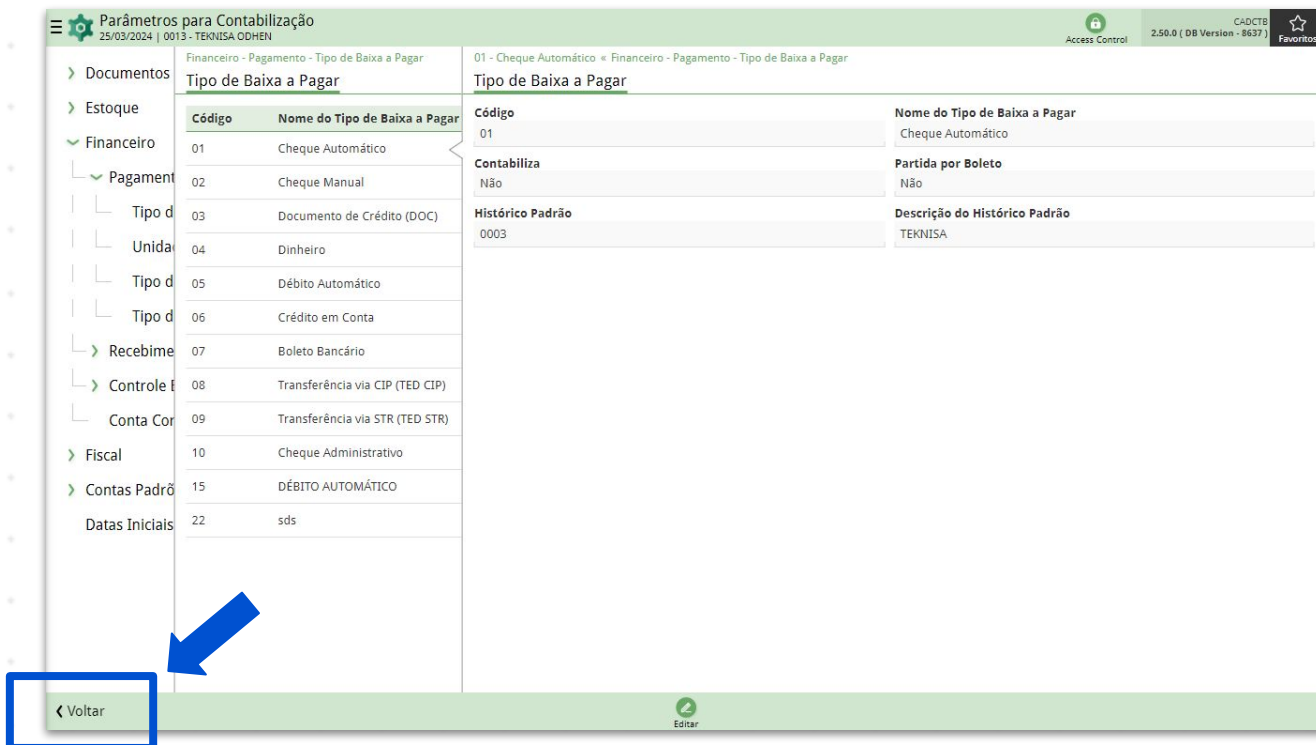 Parâmetros para Contabilização
25/03/2024 | 0013 - TEKNISA ODHEN
Access Control
CADCTB
2.50.0 ( DB Version - 8637 )
Favoritos
Documentos
Estoque
Financeiro
Pagament
Tipo d
Unida
Tipo d
Tipo d
Recebime
Controle
Conta Cor
Fiscal
Contas Padrõ
Datas Iniciais
Financeiro - Pagamento - Tipo de Baixa a Pagar
Tipo de Baixa a Pagar
Código Nome do Tipo de Baixa a Pagar
01 Cheque Automático
02 Cheque Manual
03 Documento de Crédito (DOC)
04 Dinheiro
05 Débito Automático
06 Crédito em Conta
07 Boleto Bancário
08 Transferência via CIP (TED CIP)
09 Transferência via STR (TED STR)
10 Cheque Administrativo
15 DÉBITO AUTOMÁTICO
22 sds
01 - Cheque Automático « Financeiro - Pagamento - Tipo de Baixa a Pagar
Tipo de Baixa a Pagar
Código
01
Nome do Tipo de Baixa a Pagar
Cheque Automático
Contabiliza
Não
Partida por Boleto
Não
Histórico Padrão
0003
Descrição do Histórico Padrão
TEKNISA
Voltar
Editar